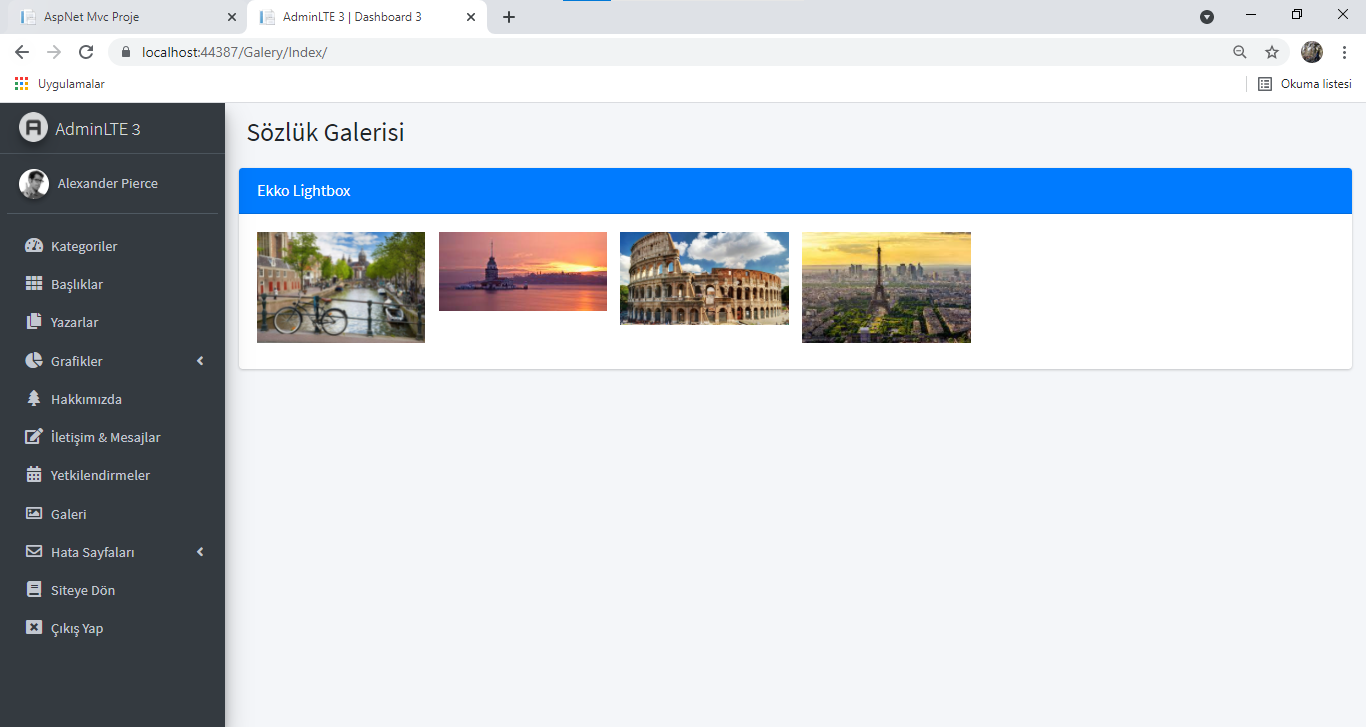 AspNet Mvc Proje
AdminLTE 3 | Dashboard 3
localhost:44387/Galery/Index/
Uygulamalar
Okuma listesi
AdminLTE 3
Alexander Pierce
Kategoriler
Başlıklar
Yazarlar
Grafikler
Hakkımızda
İletişim & Mesajlar
Yetkilendirmeler
Galeri
Hata Sayfaları
Siteye Dön
Çıkış Yap
Sözlük Galerisi
Ekko Lightbox